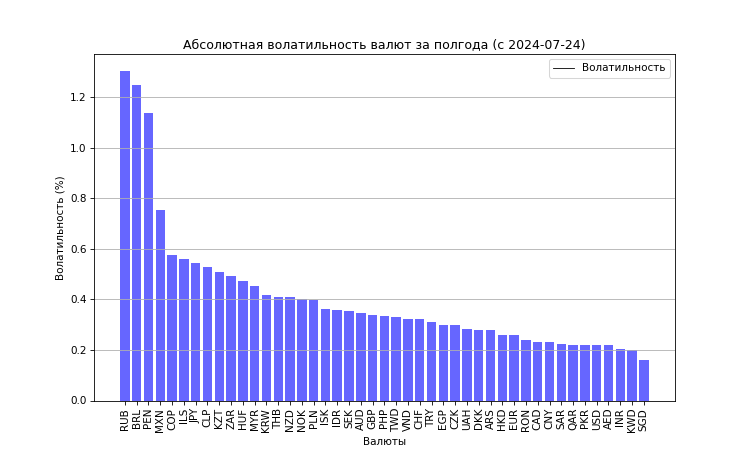 Абсолютная волатильность валют за полгода (с 2024-07-24)
Волатильность
Волатильность (%)
1.2
1.0
0.8
0.6
0.4
0.2
0.0
RUB BRL PEN MXN COP ILS JPY CLP KZT ZAR HUF MYR KRW THB NZD NOK PLN ISK IDR SEK AUD GBP PHP TWD VND CHF TRY EGP CZK UAH DKK ARS HKD EUR RON CAD CNY SAR QAR PKR USD AED INR KWD SGD
Валюты